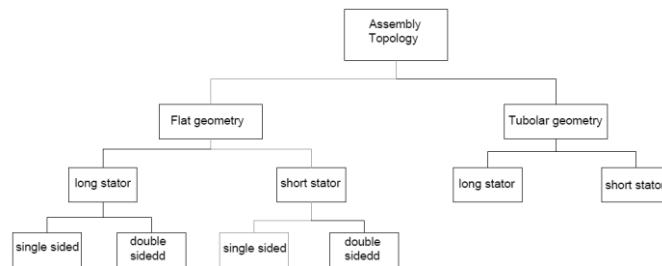 Assembly
Topology
Flat geometry
Tubolar geometry
long stator
short stator
long stator
short stator
single sided
double
sidedd
single sided
double
sidedd